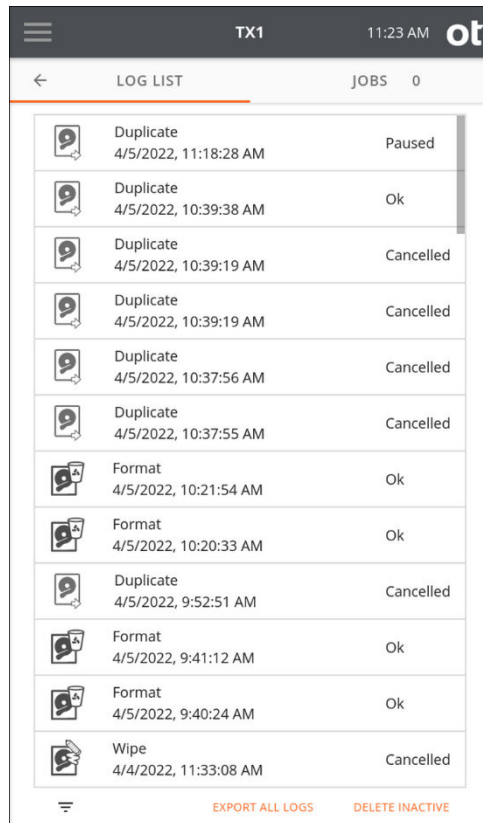 TX1 11:23 AM ot
LOG LIST JOBS 0
Duplicate
4/5/2022, 11:18:28 AM Paused
Duplicate
4/5/2022, 10:39:38 AM Ok
Duplicate
4/5/2022, 10:39:19 AM Cancelled
Duplicate
4/5/2022, 10:39:19 AM Cancelled
Duplicate
4/5/2022, 10:37:56 AM Cancelled
Duplicate
4/5/2022, 10:37:55 AM Cancelled
Format
4/5/2022, 10:21:54 AM Ok
Format
4/5/2022, 10:20:33 AM Ok
Duplicate
4/5/2022, 9:52:51 AM Cancelled
Format
4/5/2022, 9:41:12 AM Ok
Format
4/5/2022, 9:40:24 AM Ok
Wipe
4/4/2022, 11:33:08 AM Cancelled
EXPORT ALL LOGS DELETE INACTIVE